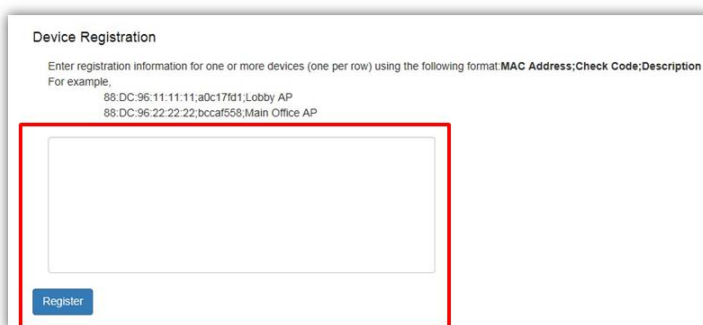 Device Registration
Enter registration information for one or more devices (one per row) using the following format:MAC Address;Check Code;Description
For example,
88:DC:96:11:11:11;a0c17fd1;Lobby AP
88:DC:96:22:22:22;bccaf558;Main Office AP
Register